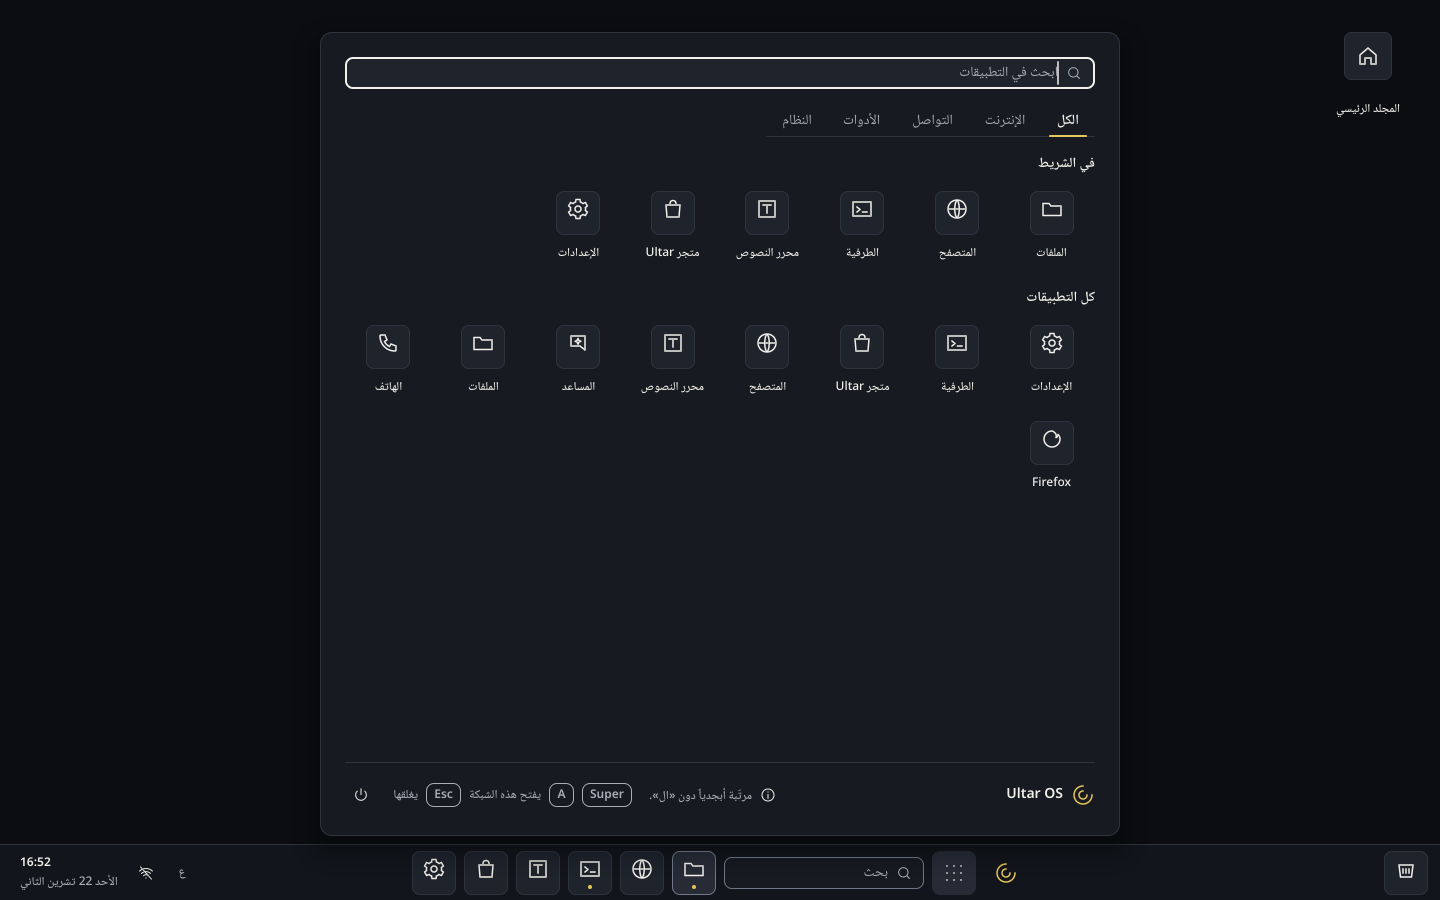 ابحث في التطبيقات
المجلد الرئيسي
الكل الإنترنت التواصل الأدوات النظام
في الشريط
الملفات المتصفح الطرفية محرر النصوص متجر Ultar الإعدادات
كل التطبيقات
الإعدادات الطرفية متجر Ultar المتصفح محرر النصوص المساعد الملفات الهاتف
Firefox
Ultar OS مرتّبة أبجدياً دون «ال». Super A يفتح هذه الشبكة Esc يغلقها
بحث
ع
16:52
الأحد 22 تشرين الثاني